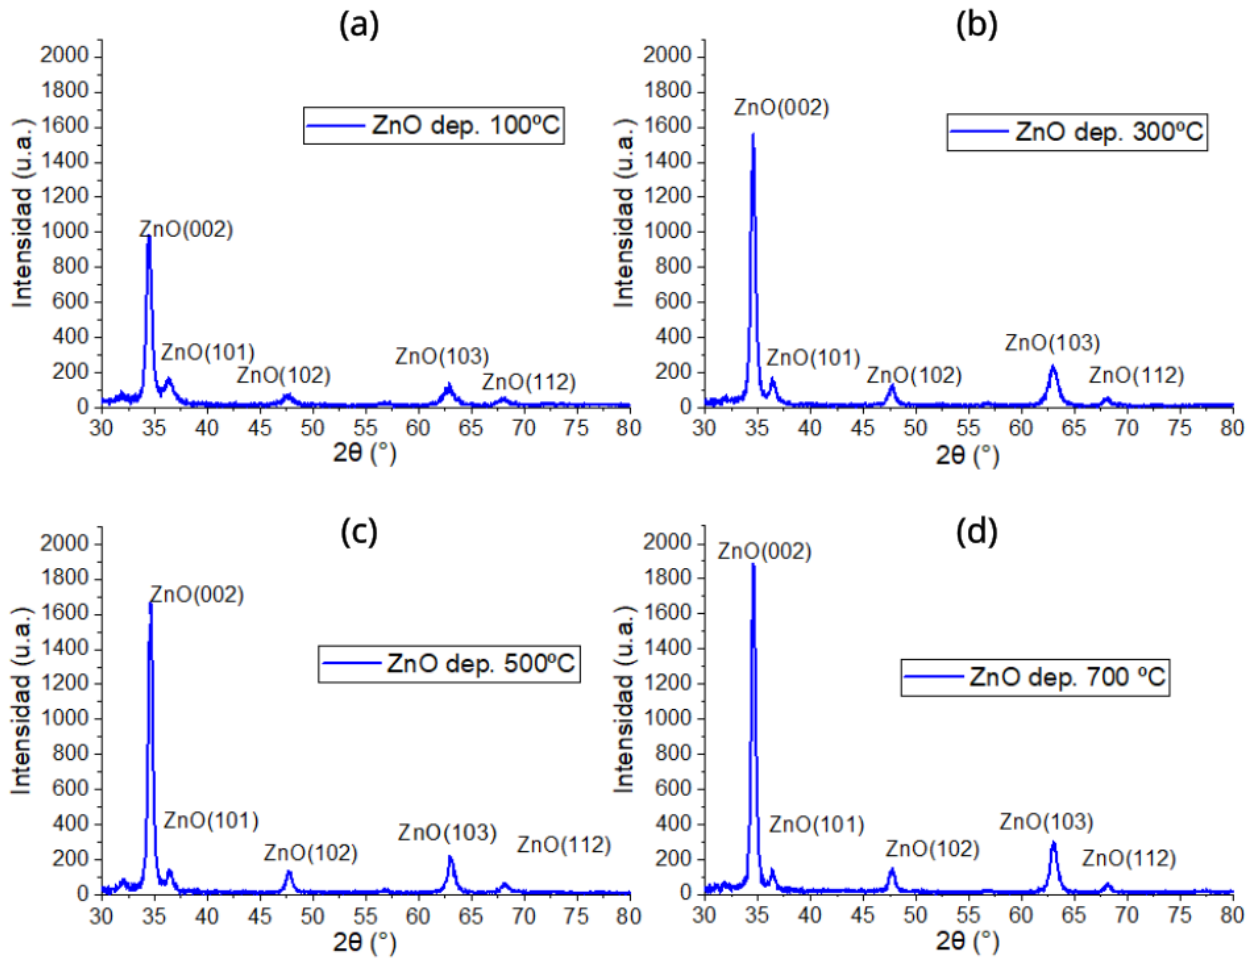 (a)
Intensidad (u.a.)
2000
1800
1600
1400
1200
1000
800
600
400
200
0
ZnO dep. 100ºC
ZnO(002)
ZnO(101)
ZnO(102)
ZnO(103)
ZnO(112)
30 35 40 45 50 55 60 65 70 75 80
2θ (°)
(b)
Intensidad (u.a.)
2000
1800
1600
1400
1200
1000
800
600
400
200
0
ZnO(002)
ZnO dep. 300ºC
ZnO(101)
ZnO(102)
ZnO(103)
ZnO(112)
30 35 40 45 50 55 60 65 70 75 80
2θ (°)
(c)
Intensidad (u.a.)
2000
1800
1600
1400
1200
1000
800
600
400
200
0
ZnO(002)
ZnO dep. 500ºC
ZnO(101)
ZnO(102)
ZnO(103)
ZnO(112)
30 35 40 45 50 55 60 65 70 75 80
2θ (°)
(d)
Intensidad (u.a.)
2000
1800
1600
1400
1200
1000
800
600
400
200
0
ZnO(002)
ZnO dep. 700 ºC
ZnO(101)
ZnO(102)
ZnO(103)
ZnO(112)
30 35 40 45 50 55 60 65 70 75 80
2θ (°)